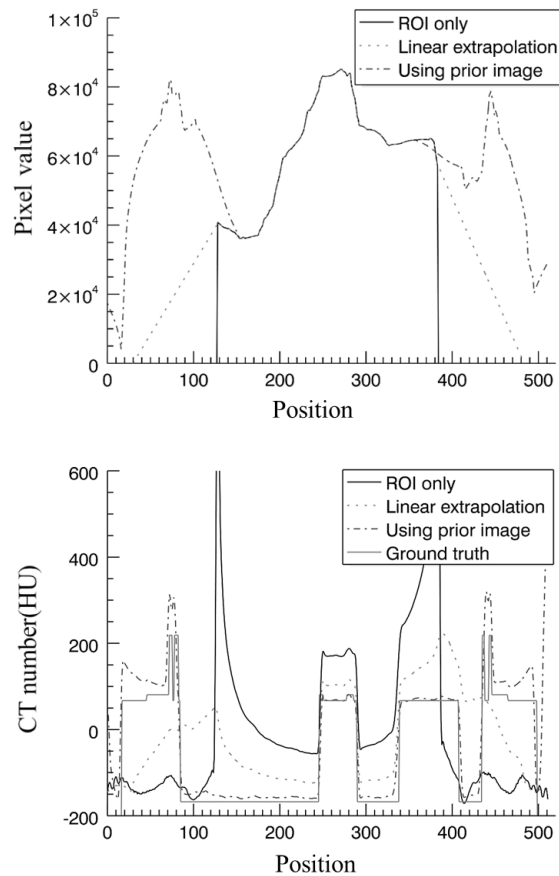 1×10⁵
8×10⁴
6×10⁴
4×10⁴
2×10⁴
0
Pixel value
ROI only
Linear extrapolation
Using prior image
0 100 200 300 400 500
Position
600
400
200
0
-200
CT number(HU)
ROI only
Linear extrapolation
Using prior image
Ground truth
0 100 200 300 400 500
Position